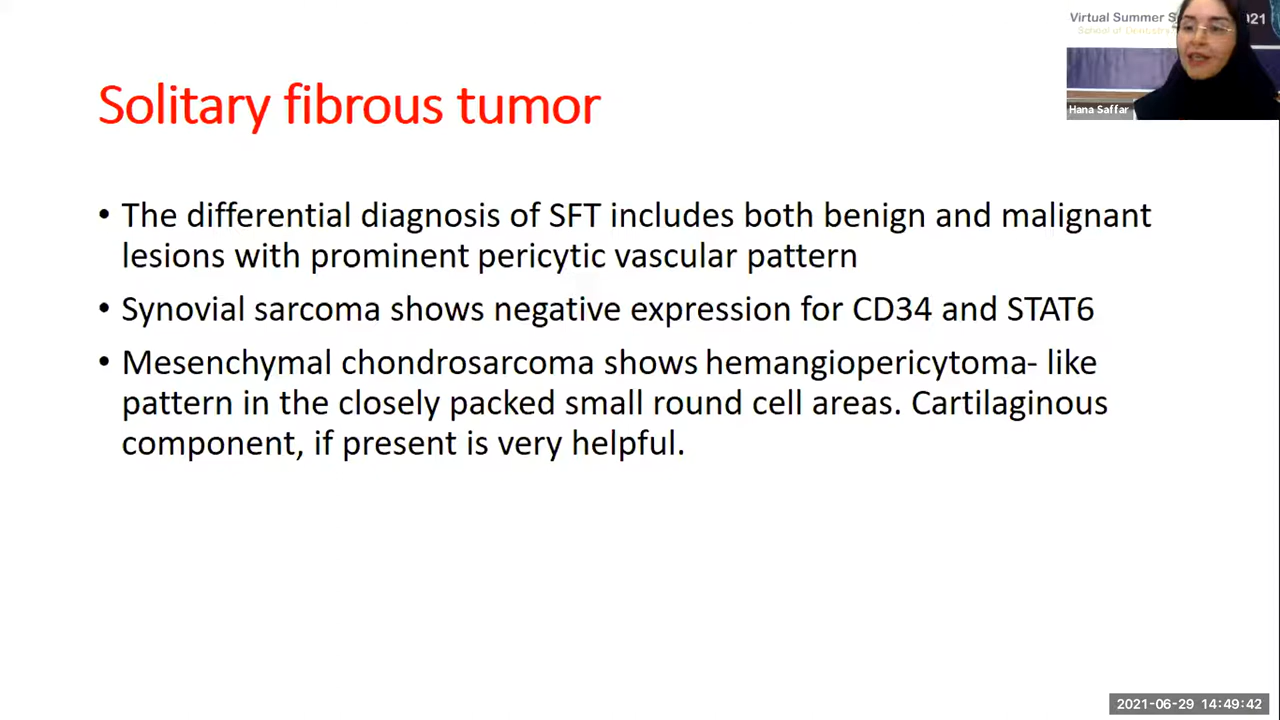 Virtual Summer S
021
School of Dentistry
Hana Saffar
Solitary fibrous tumor
• The differential diagnosis of SFT includes both benign and malignant
lesions with prominent pericytic vascular pattern
• Synovial sarcoma shows negative expression for CD34 and STAT6
• Mesenchymal chondrosarcoma shows hemangiopericytoma- like
pattern in the closely packed small round cell areas. Cartilaginous
component, if present is very helpful.
2021-06-29 14:49:42